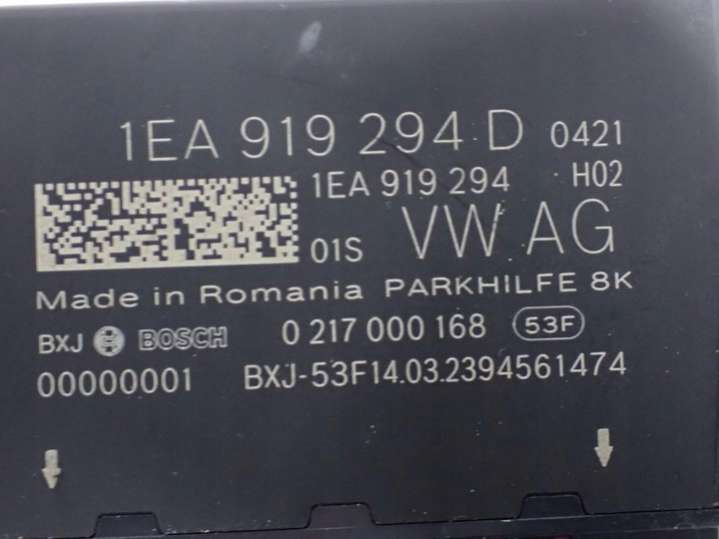 1EA 919 294 D 0421
1EA 919 294 H02
01S VW AG
Made in Romania PARKHILFE 8K
BXJ BOSCH 0 217 000 168 53F
00000001 BXJ-53F14.03.2394561474